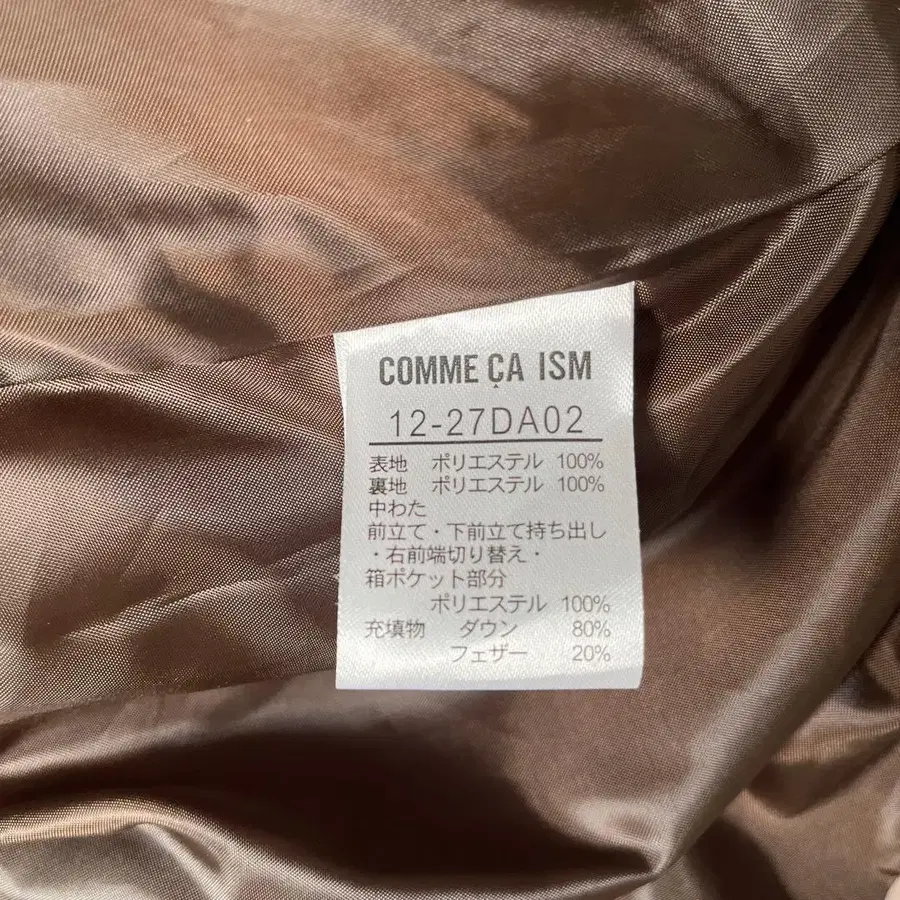 COMME ÇA ISM
12-27DA02
表地 ポリエステル 100%
裏地 ポリエステル 100%
中わた
前立て・下前立て持ち出し
・右前端切り替え・
箱ポケット部分
ポリエステル 100%
充填物 ダウン 80%
フェザー 20%